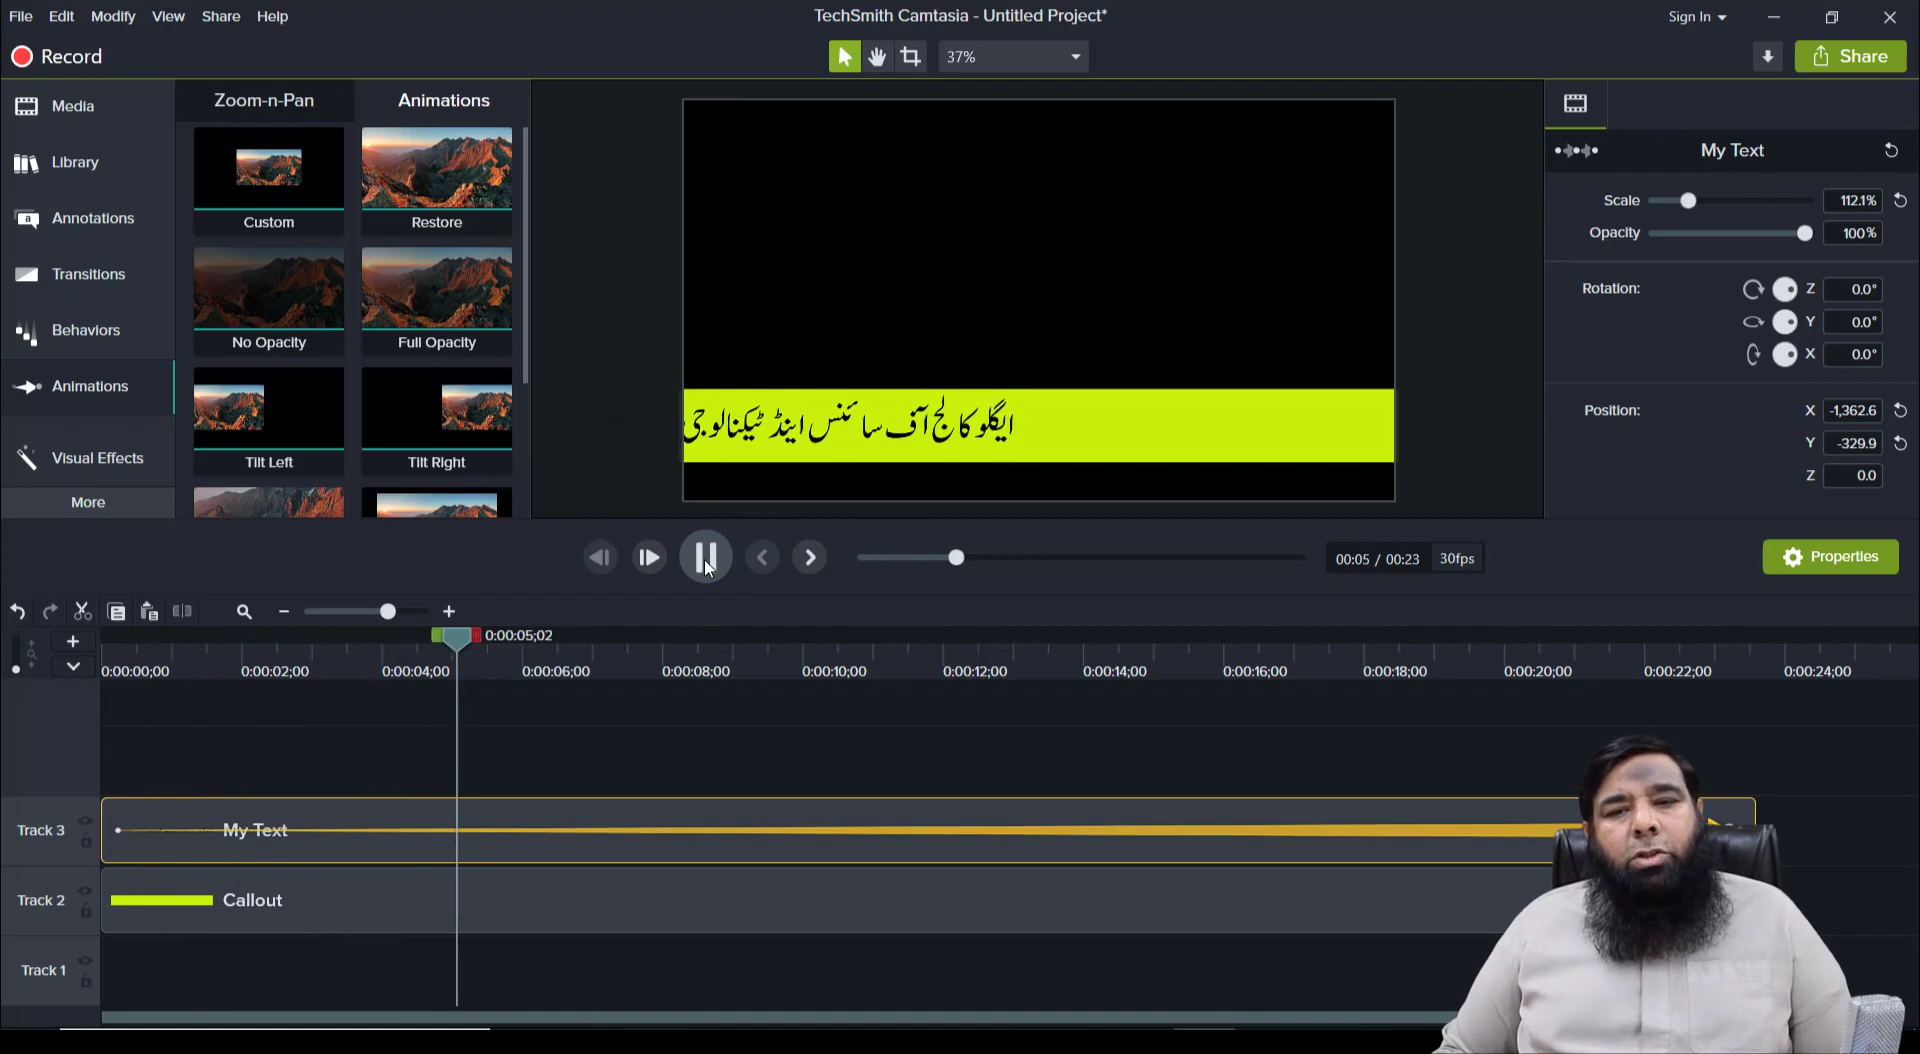 File Edit Modify View Share Help
TechSmith Camtasia - Untitled Project*
Sign In
Record
37%
Share
Media
Library
Annotations
Transitions
Behaviors
Animations
Visual Effects
More
Zoom-n-Pan Animations
Custom Restore
No Opacity Full Opacity
Tilt Left Tilt Right
ایگلو کالج آف سائنس اینڈ ٹیکنالوجی
My Text
Scale 112.1%
Opacity 100%
Rotation: Z 0.0°
Y 0.0°
X 0.0°
Position: X -1,362.6
Y -329.9
Z 0.0
00:05 / 00:23 30fps
Properties
0:00:05;02
0:00:00;00 0:00:02;00 0:00:04;00 0:00:06;00 0:00:08;00 0:00:10;00 0:00:12;00 0:00:14;00 0:00:16;00 0:00:18;00 0:00:20;00 0:00:22;00 0:00:24;00
Track 3 My Text
Track 2 Callout
Track 1